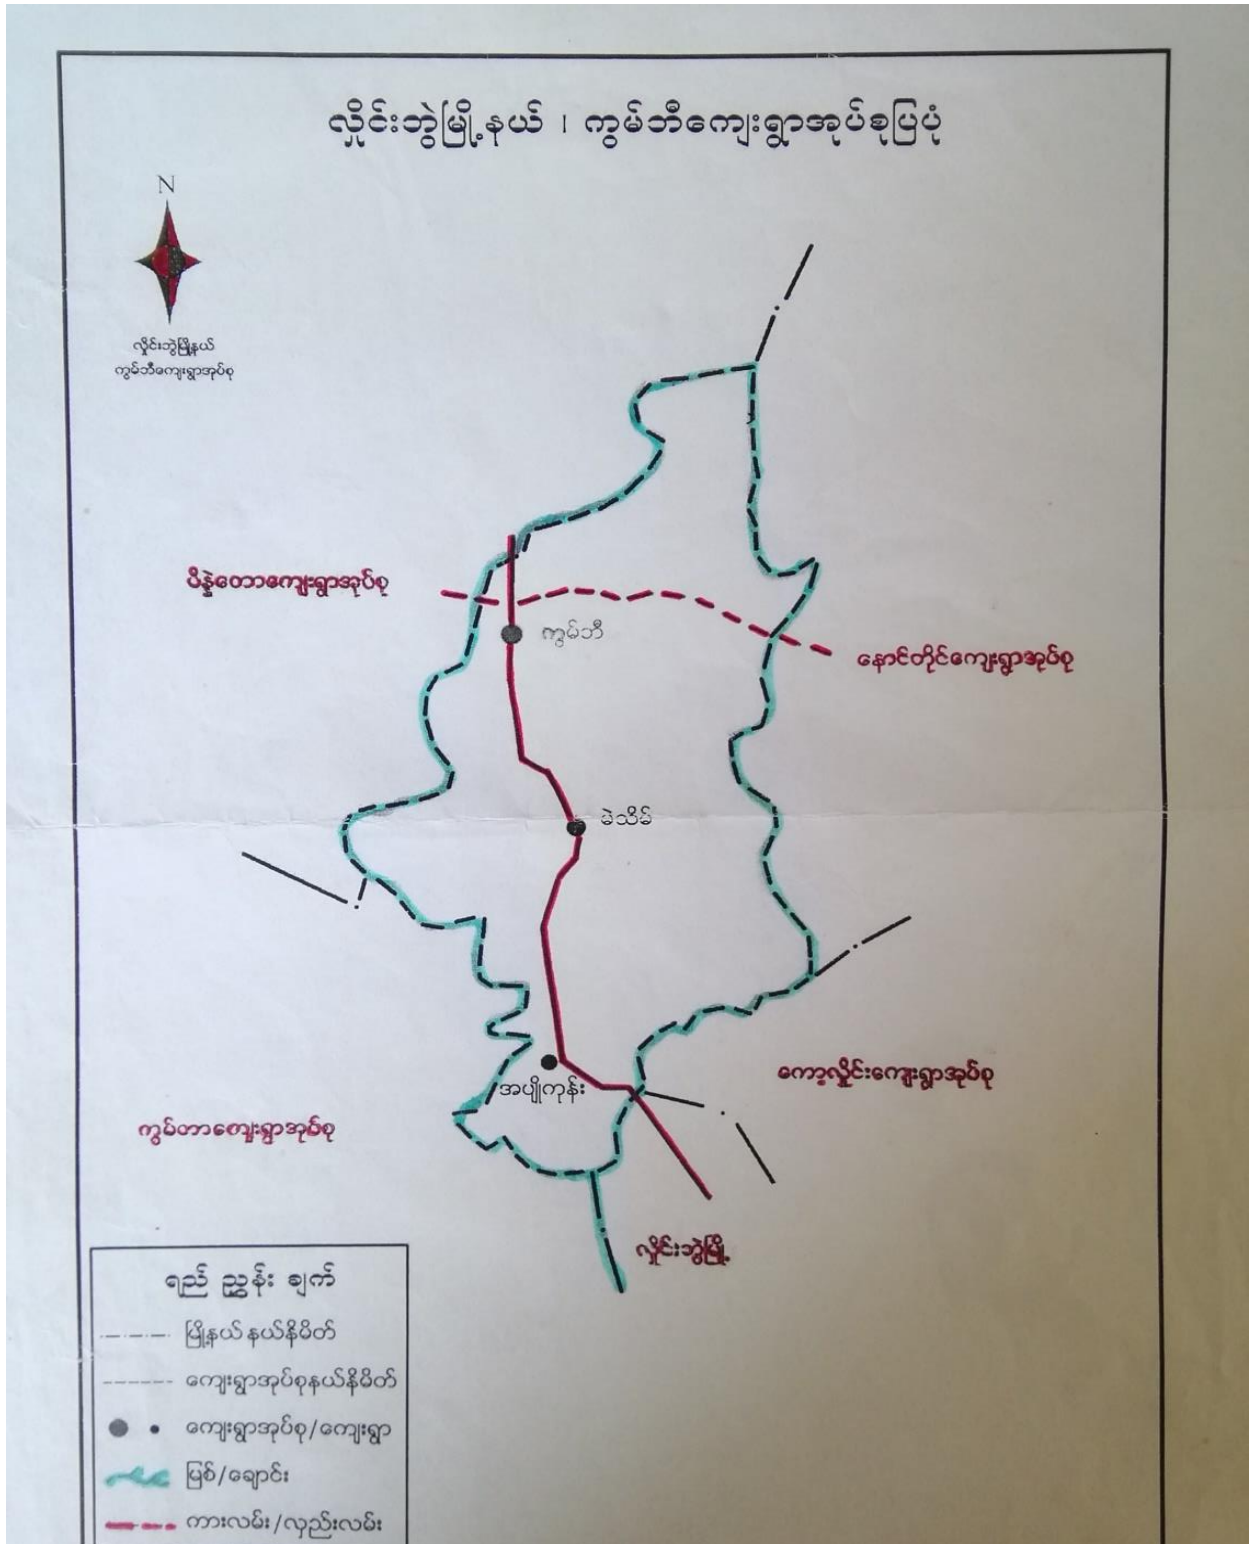 လှိုင်းဘွဲမြို့နယ် ၊ ကွမ်ဘီကျေးရွာအုပ်စုပြပုံ
N
လှိုင်းဘွဲမြို့နယ်
ကွမ်ဘီကျေးရွာအုပ်စု
ပိန္နဲတောကျေးရွာအုပ်စု
ကွမ်ဘီ
နောင်တိုင်ကျေးရွာအုပ်စု
မဲသိမ်
ကော့လှိုင်းကျေးရွာအုပ်စု
အပျိုကုန်း
ကွမ်တာကျေးရွာအုပ်စု
လှိုင်းဘွဲမြို့
ရည် ညွှန်း ချက်
မြို့နယ် နယ်နိမိတ်
ကျေးရွာအုပ်စုနယ်နိမိတ်
ကျေးရွာအုပ်စု/ကျေးရွာ
မြစ်/ချောင်း
ကားလမ်း/လှည်းလမ်း